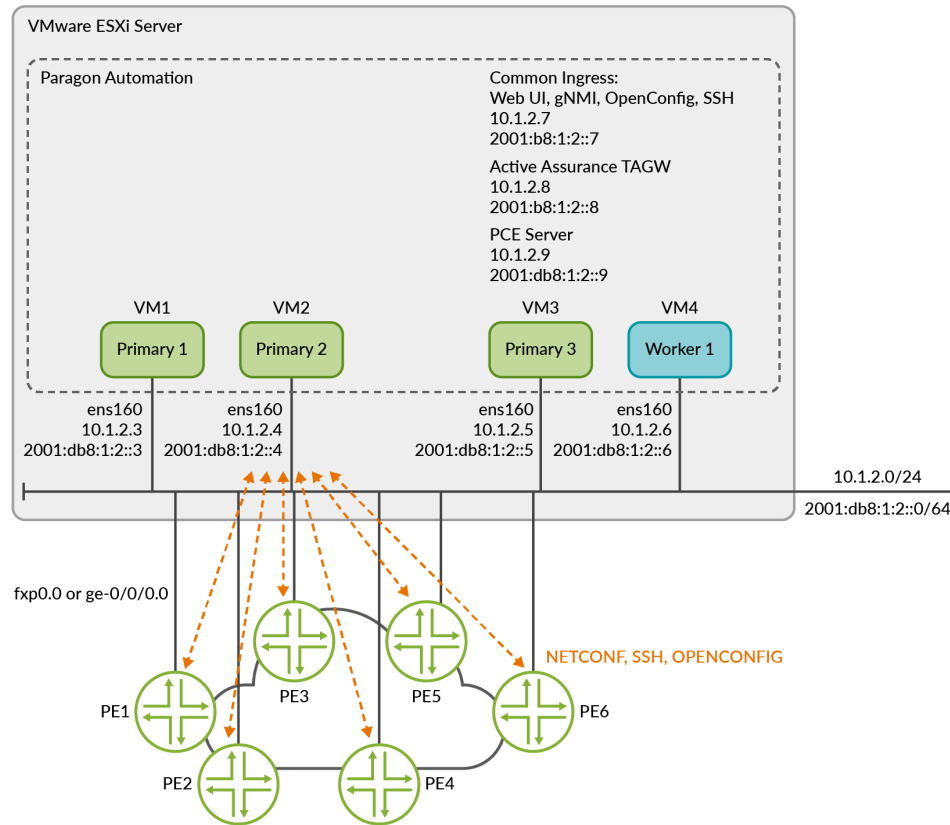 VMware ESXi Server
Paragon Automation
Common Ingress:
Web UI, gNMI, OpenConfig, SSH
10.1.2.7
2001:b8:1:2::7
Active Assurance TAGW
10.1.2.8
2001:b8:1:2::8
PCE Server
10.1.2.9
2001:db8:1:2::9
VM1
VM2
VM3
VM4
Primary 1
Primary 2
Primary 3
Worker 1
ens160
10.1.2.3
2001:db8:1:2::3
ens160
10.1.2.4
2001:db8:1:2::4
ens160
10.1.2.5
2001:db8:1:2::5
ens160
10.1.2.6
2001:db8:1:2::6
10.1.2.0/24
2001:db8:1:2::0/64
fxp0.0 or ge-0/0/0.0
NETCONF, SSH, OPENCONFIG
PE3
PE5
PE1
PE6
PE2
PE4